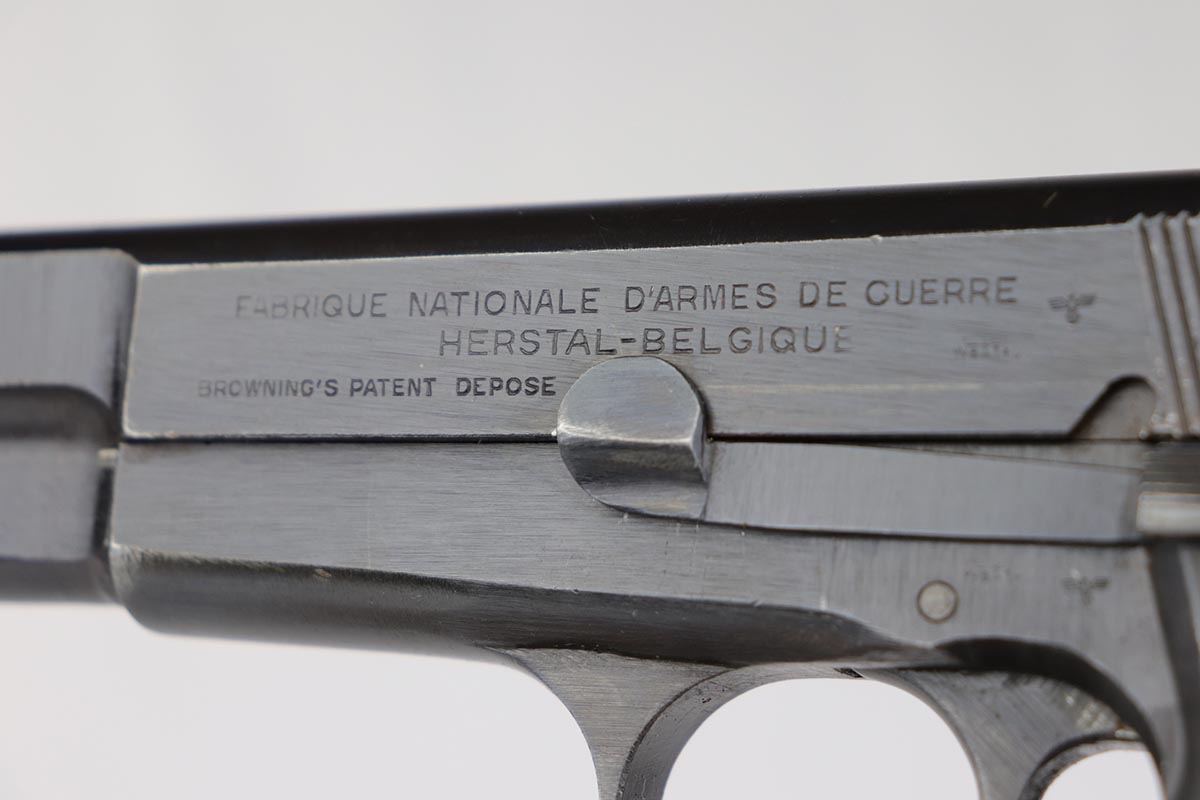 FABRIQUE NATIONALE D'ARMES DE GUERRE
HERSTAL-BELGIQUE
BROWNING'S PATENT DEPOSE